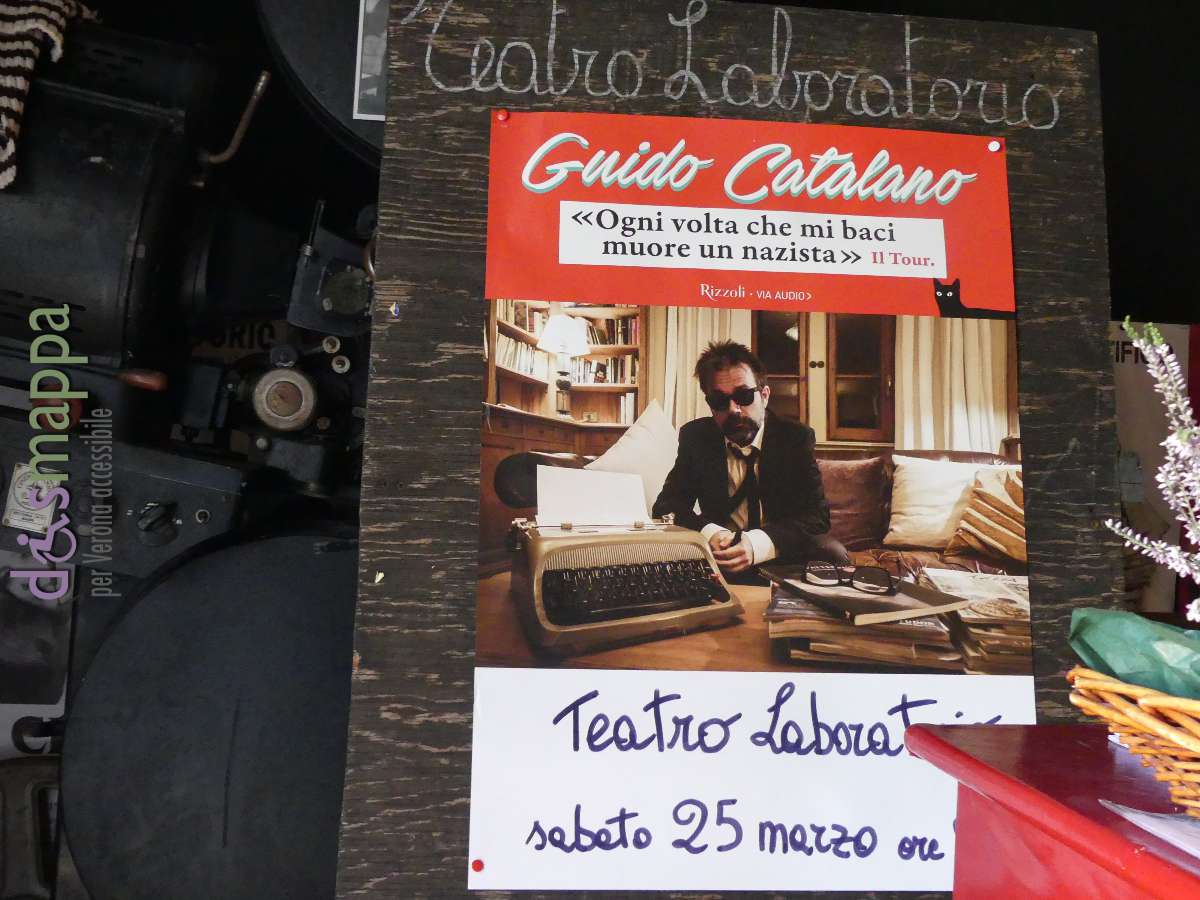 Teatro Laboratorio
Guido Catalano
«Ogni volta che mi baci
muore un nazista» Il Tour.
Rizzoli · VIA AUDIO>
Teatro
sabato 25 marzo ore
dismappa
per Verona accessibile